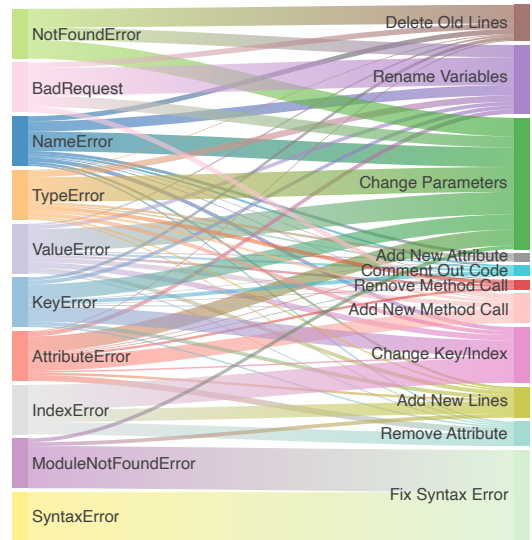 NotFoundError
BadRequest
NameError
TypeError
ValueError
KeyError
AttributeError
IndexError
ModuleNotFoundError
SyntaxError
Delete Old Lines
Rename Variables
Change Parameters
Add New Attribute
Comment Out Code
Remove Method Call
Add New Method Call
Change Key/Index
Add New Lines
Remove Attribute
Fix Syntax Error